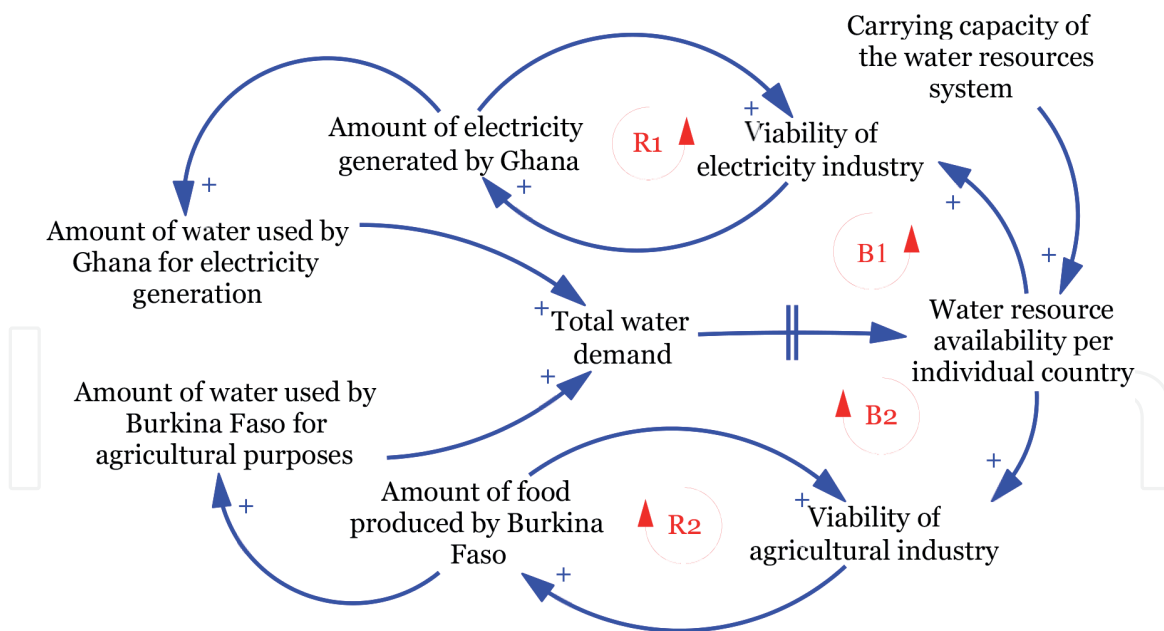 Carrying capacity of
the water resources
system
Amount of electricity
generated by Ghana
+
R1
+
Viability of
electricity industry
+
+
Amount of water used by
Ghana for electricity
generation
B1
+
+
+
Total water
demand
Water resource
availability per
individual country
Amount of water used by
Burkina Faso for
agricultural purposes
+
B2
+
Amount of food
produced by Burkina
Faso
+
R2
+
Viability of
agricultural industry
+